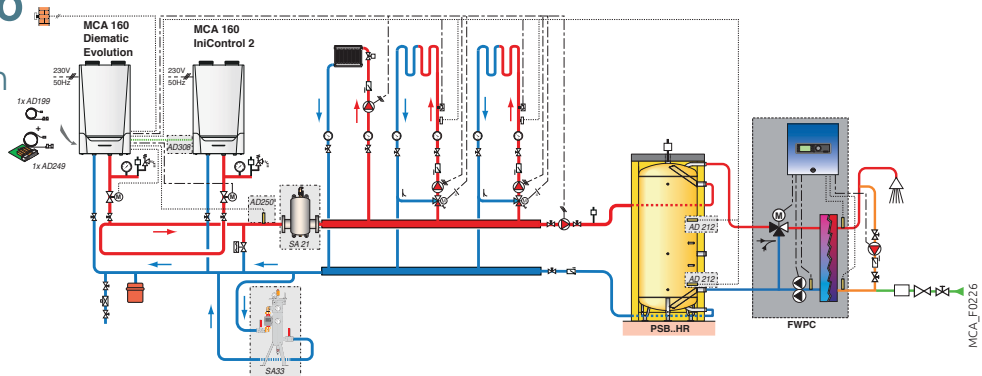 MCA 160
Diematic
Evolution
MCA 160
IniControl 2
230V
50Hz
230V
50Hz
1x AD199
+
1x AD249
AD308
M
M
AD250
SA 21
M
M
SA33
AD 212
AD 212
PSB..HR
M
FWPC
MCA_F0226